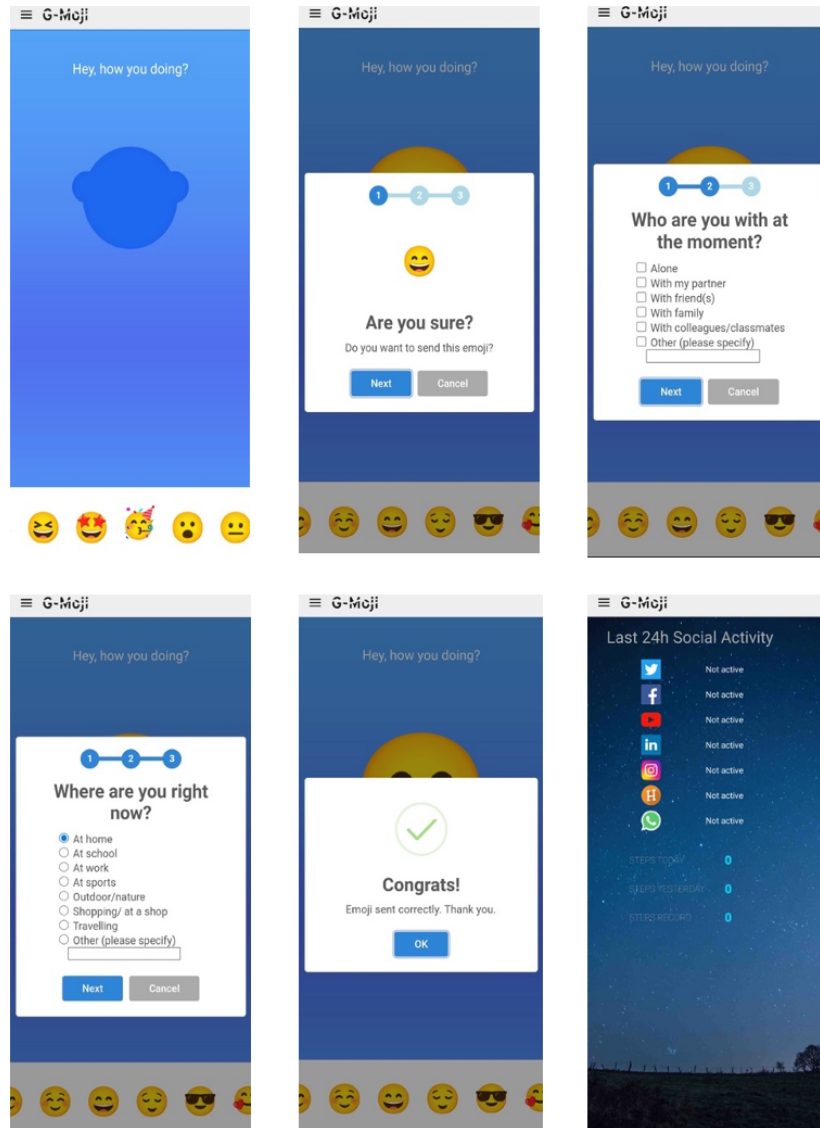 G-Moji
Hey, how you doing?
G-Moji
Hey, how you doing?
1 2 3
Are you sure?
Do you want to send this emoji?
Next Cancel
G-Moji
Hey, how you doing?
1 2 3
Who are you with at
the moment?
Alone
With my partner
With friend(s)
With family
With colleagues/classmates
Other (please specify)
Next Cancel
G-Moji
Hey, how you doing?
1 2 3
Where are you right
now?
At home
At school
At work
At sports
Outdoor/nature
Shopping/ at a shop
Travelling
Other (please specify)
Next Cancel
G-Moji
Hey, how you doing?
Congrats!
Emoji sent correctly. Thank you.
OK
G-Moji
Last 24h Social Activity
Not active
f Not active
Not active
in Not active
Not active
H Not active
Not active
STEPS TODAY 0
STEPS YESTERDAY 0
STEPS RECORD 0